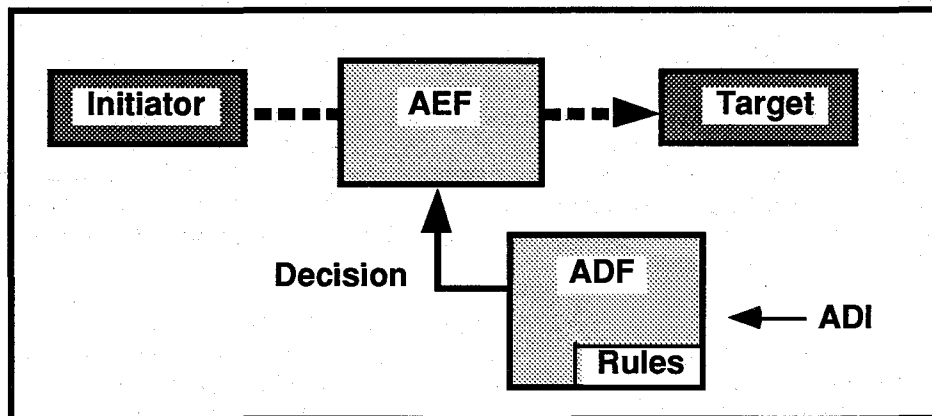 Initiator
AEF
Target
Decision
ADF
ADI
Rules